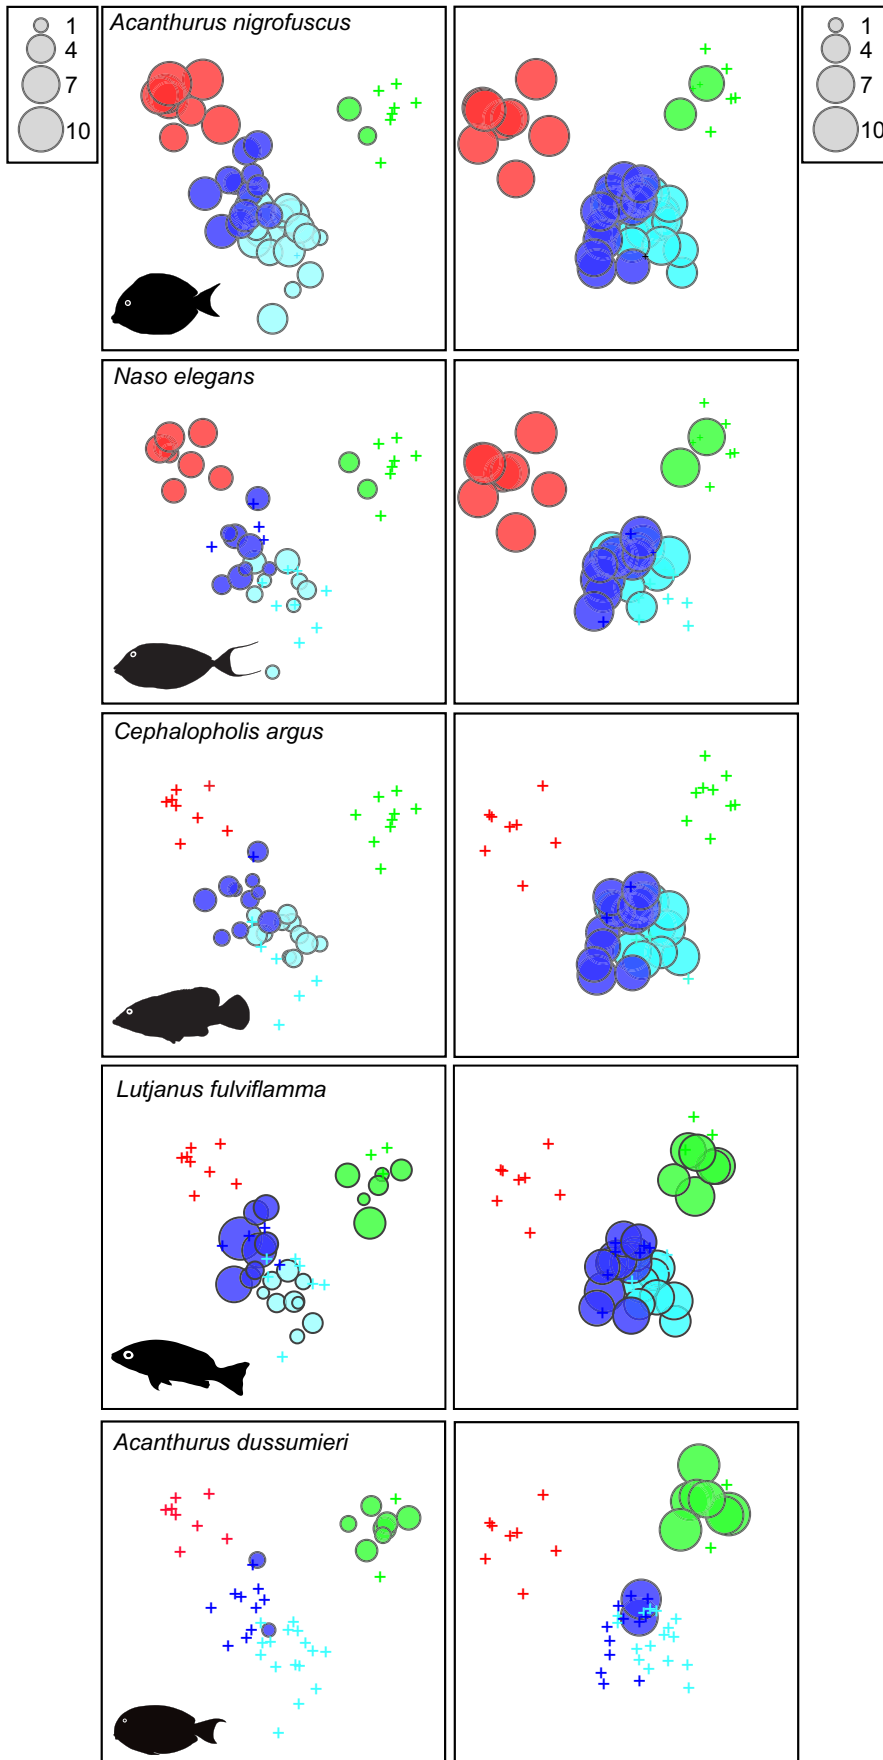 1
4
7
10
Acanthurus nigrofuscus
1
4
7
10
Naso elegans
Cephalopholis argus
Lutjanus fulviflamma
Acanthurus dussumieri